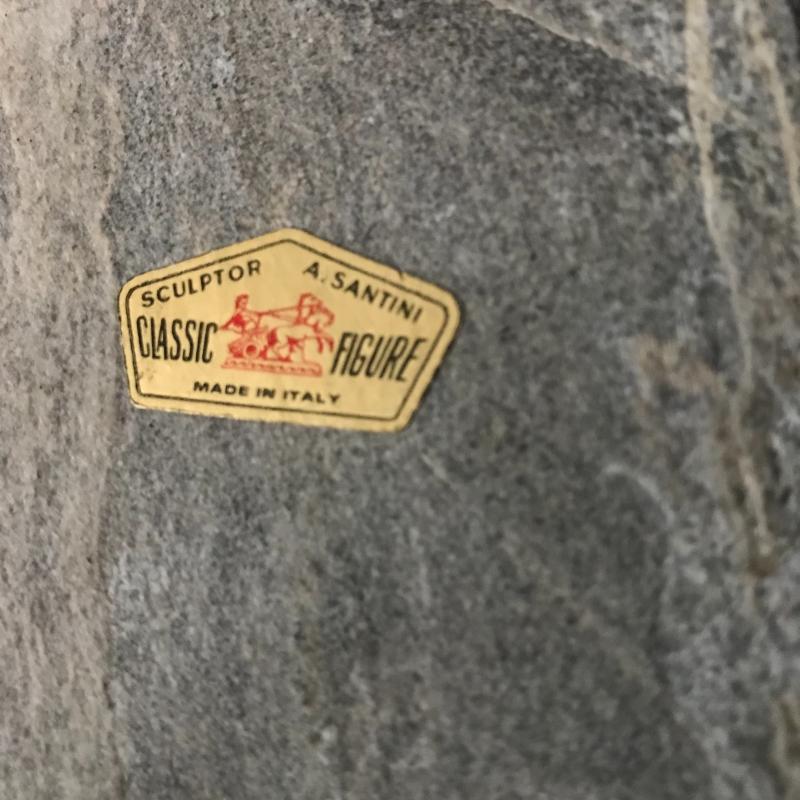 SCULPTOR A. SANTINI
CLASSIC FIGURE
MADE IN ITALY